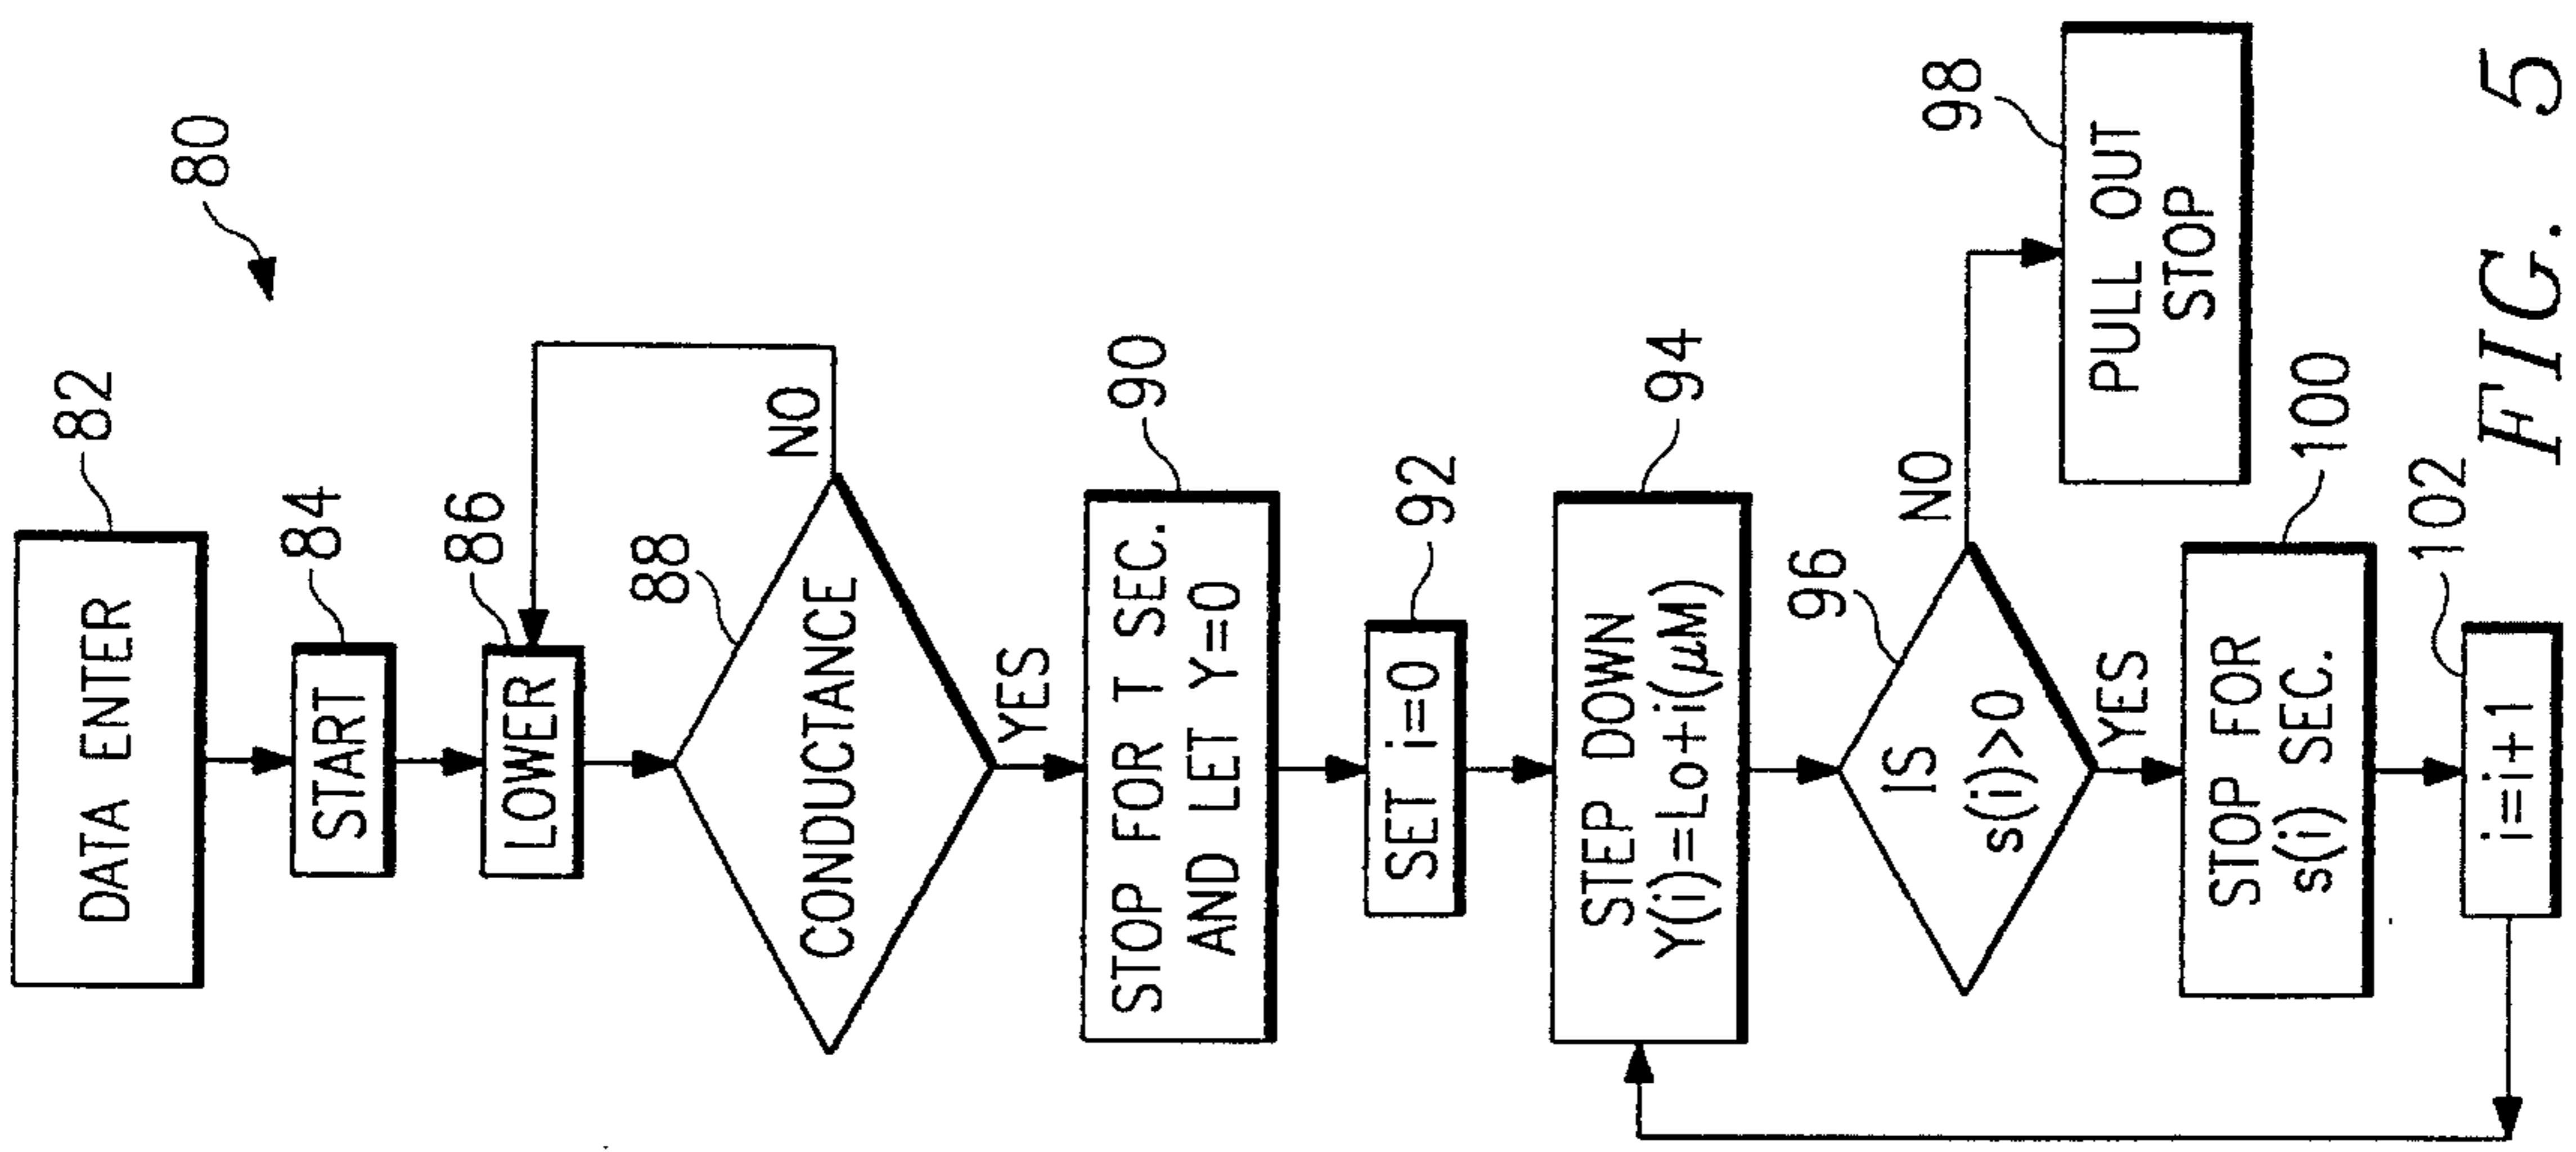 80
DATA ENTER
82
START
84
LOWER
86
CONDUCTANCE
88
NO
YES
STOP FOR T SEC.
AND LET Y=0
90
SET i=0
92
STEP DOWN
Y(i)=Lo+i(μM)
94
IS
s(i)>0
96
NO
YES
PULL OUT
STOP
98
STOP FOR
s(i) SEC.
100
i=i+1
102
FIG. 5